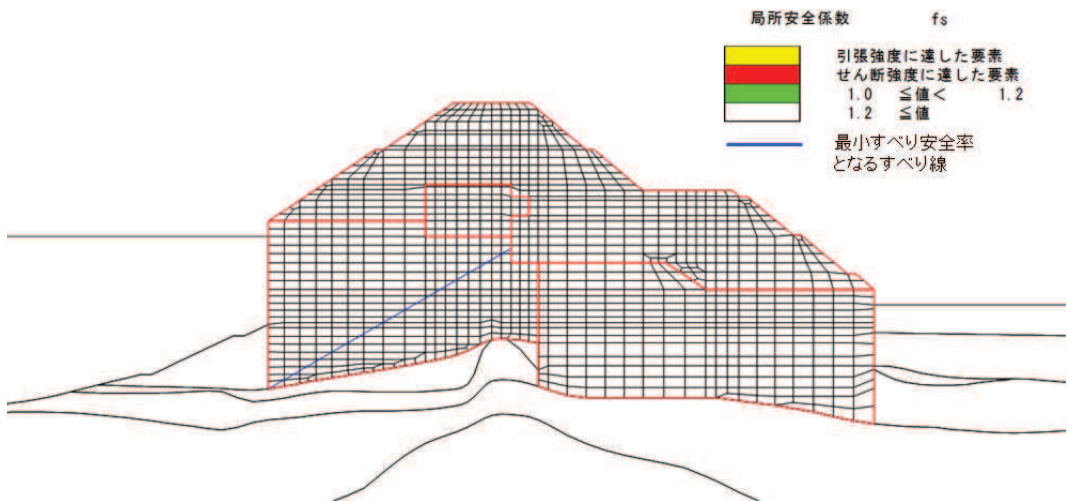 局所安全係数 fs
引張強度に達した要素
せん断強度に達した要素
1.0 ≦値< 1.2
1.2 ≦値
最小すべり安全率
となるすべり線